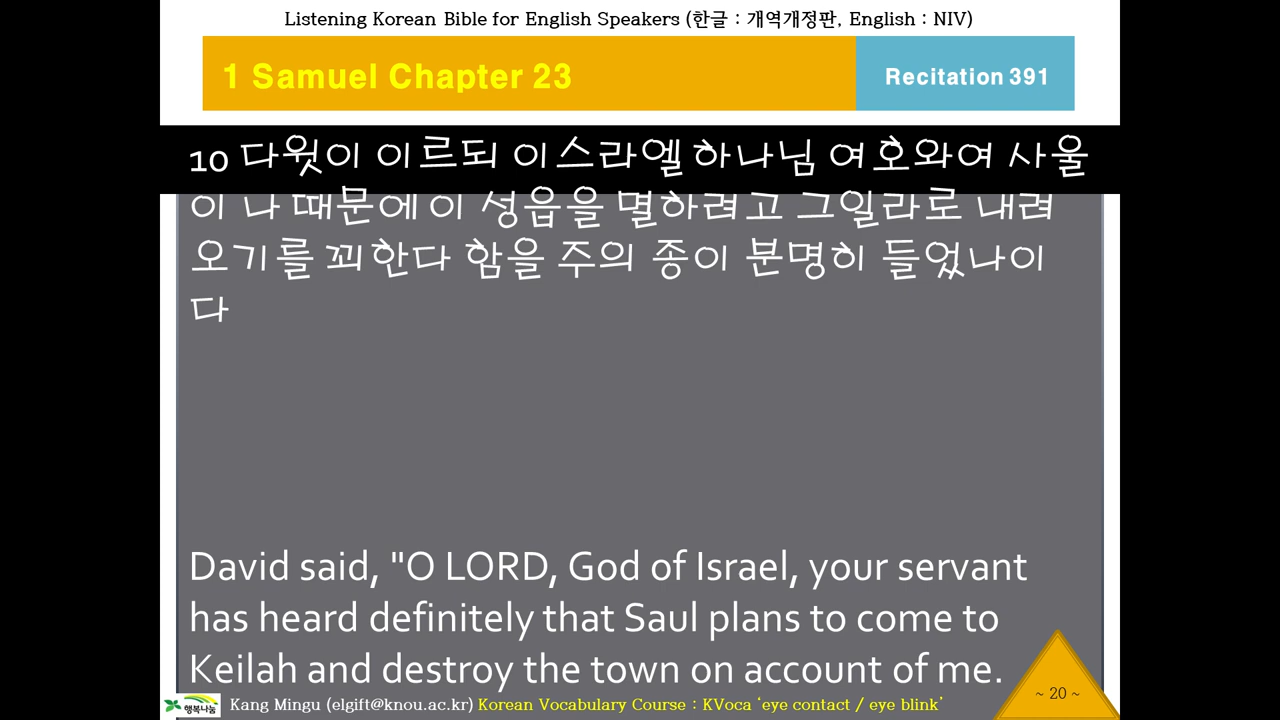 Listening Korean Bible for English Speakers (한글 : 개역개정판, English : NIV)
1 Samuel Chapter 23
Recitation 391
10 다윗이 이르되 이스라엘 하나님 여호와여 사울
이 나 때문에 이 성읍을 멸하려고 그일라로 내려
오기를 꾀한다 함을 주의 종이 분명히 들었나이
다
David said, "O LORD, God of Israel, your servant
has heard definitely that Saul plans to come to
Keilah and destroy the town on account of me.
~ 20 ~
행복나눔
Kang Mingu (elgift@knou.ac.kr) Korean Vocabulary Course : KVoca ‘eye contact / eye blink’